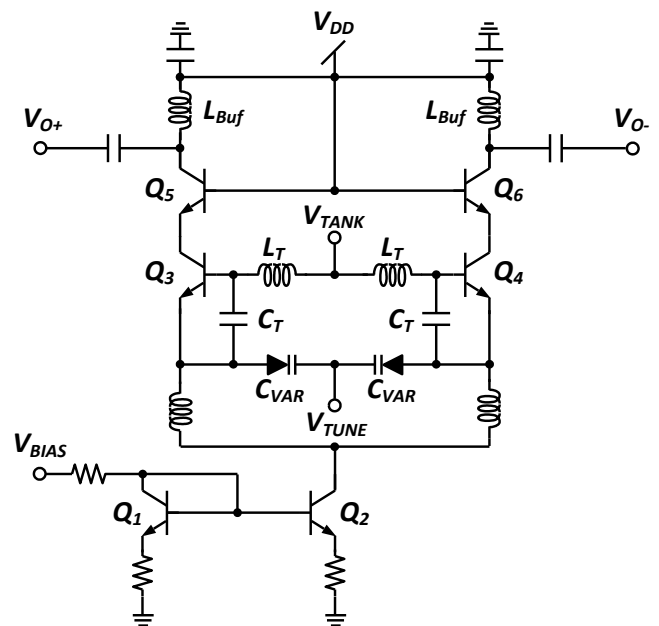 V_DD
L_Buf L_Buf
V_O+ V_O-
Q_5 Q_6
V_TANK
L_T L_T
Q_3 Q_4
C_T C_T
C_VAR C_VAR
V_TUNE
V_BIAS
Q_1 Q_2